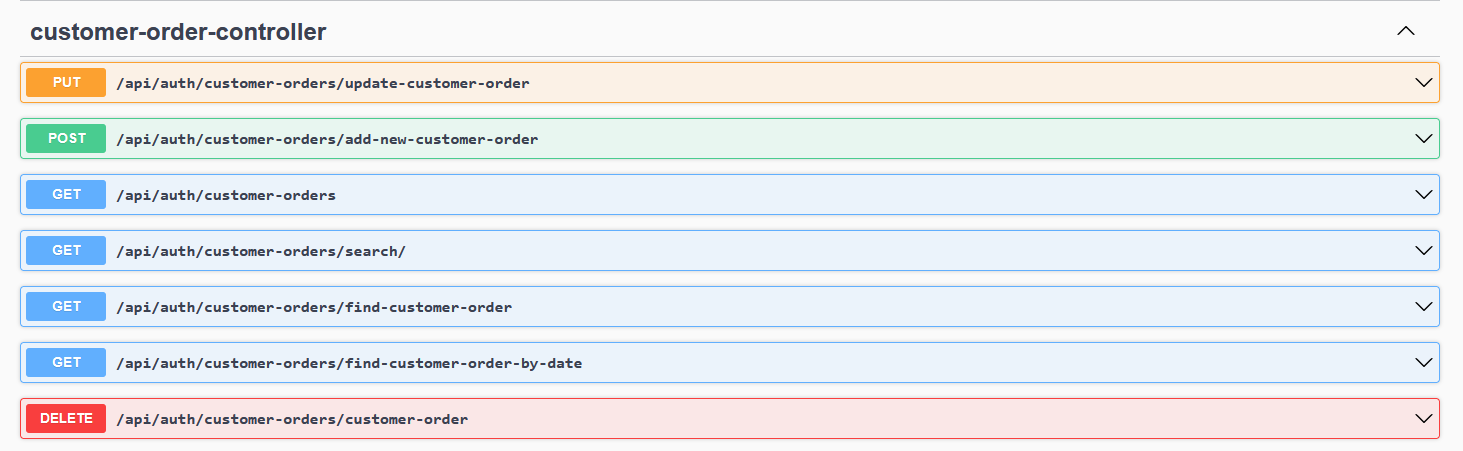 customer-order-controller
PUT /api/auth/customer-orders/update-customer-order
POST /api/auth/customer-orders/add-new-customer-order
GET /api/auth/customer-orders
GET /api/auth/customer-orders/search/
GET /api/auth/customer-orders/find-customer-order
GET /api/auth/customer-orders/find-customer-order-by-date
DELETE /api/auth/customer-orders/customer-order